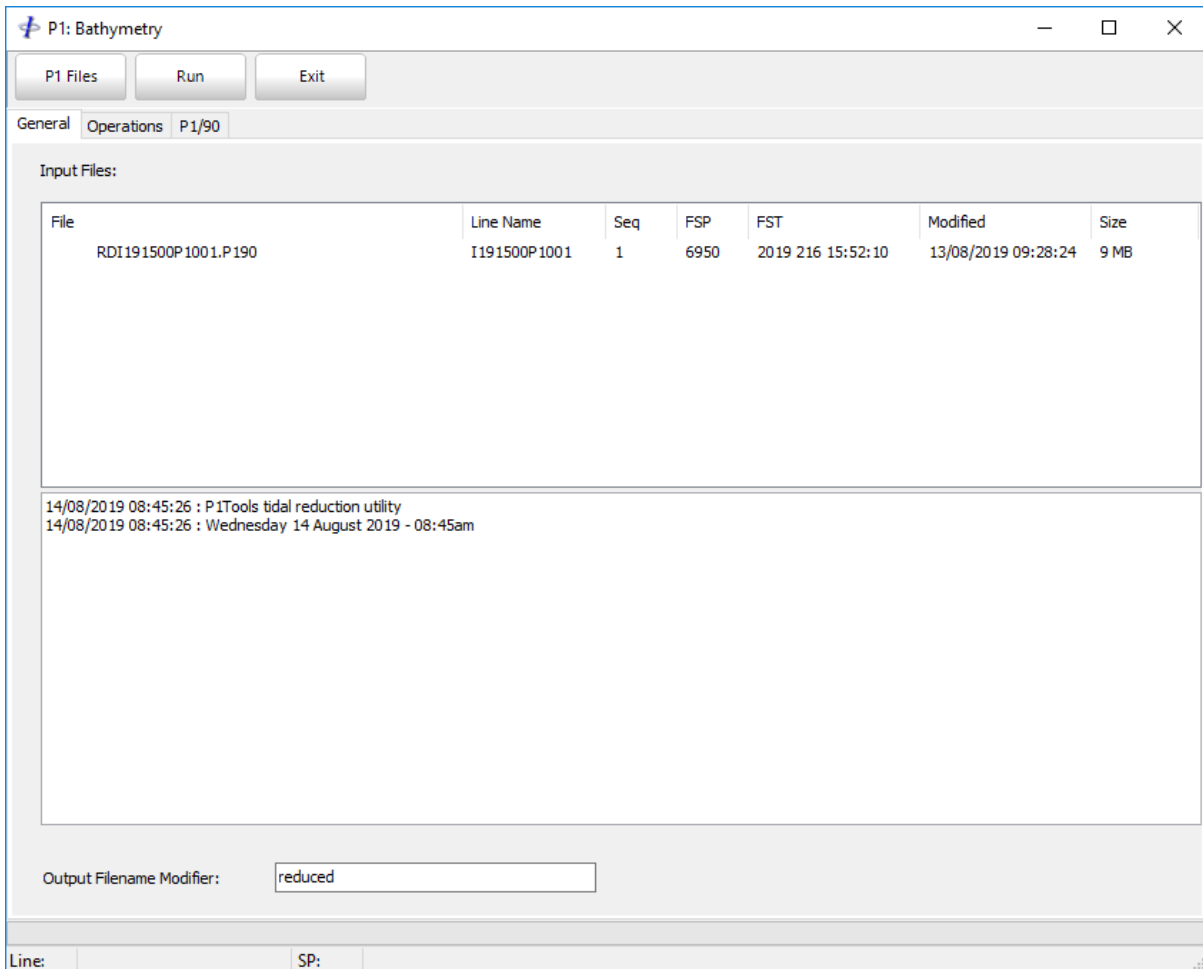 P1: Bathymetry
P1 Files Run Exit
General Operations P1/90
Input Files:
File Line Name Seq FSP FST Modified Size
RDI191500P1001.P190 I191500P1001 1 6950 2019 216 15:52:10 13/08/2019 09:28:24 9 MB
14/08/2019 08:45:26 : P1Tools tidal reduction utility
14/08/2019 08:45:26 : Wednesday 14 August 2019 - 08:45am
Output Filename Modifier: reduced
Line: SP: